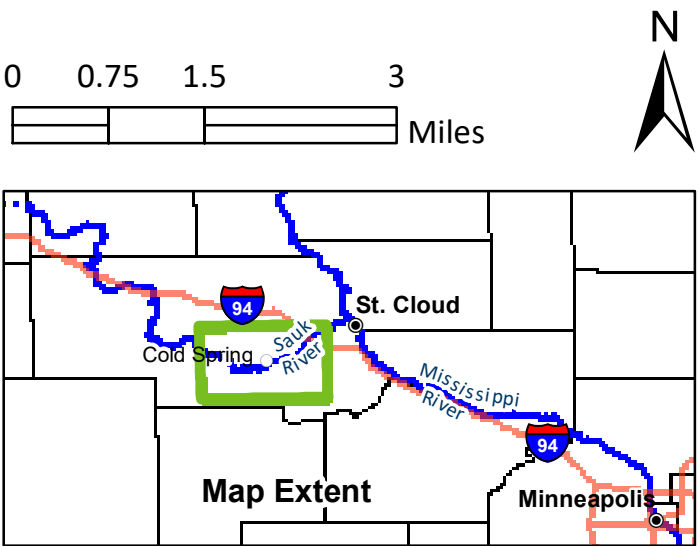 N
0 0.75 1.5 3
Miles
94
St. Cloud
Sauk
River
Cold Spring
Mississippi
River
94
Map Extent
Minneapolis